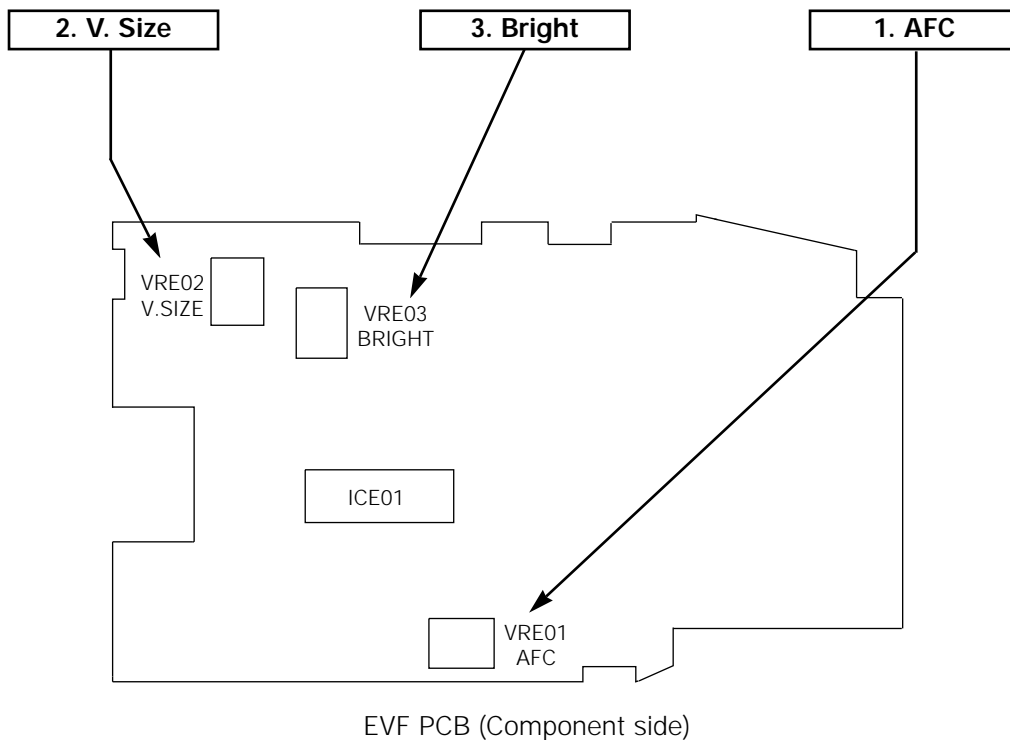 2. V. Size
3. Bright
1. AFC
VRE02
V.SIZE
VRE03
BRIGHT
ICE01
VRE01
AFC
EVF PCB (Component side)